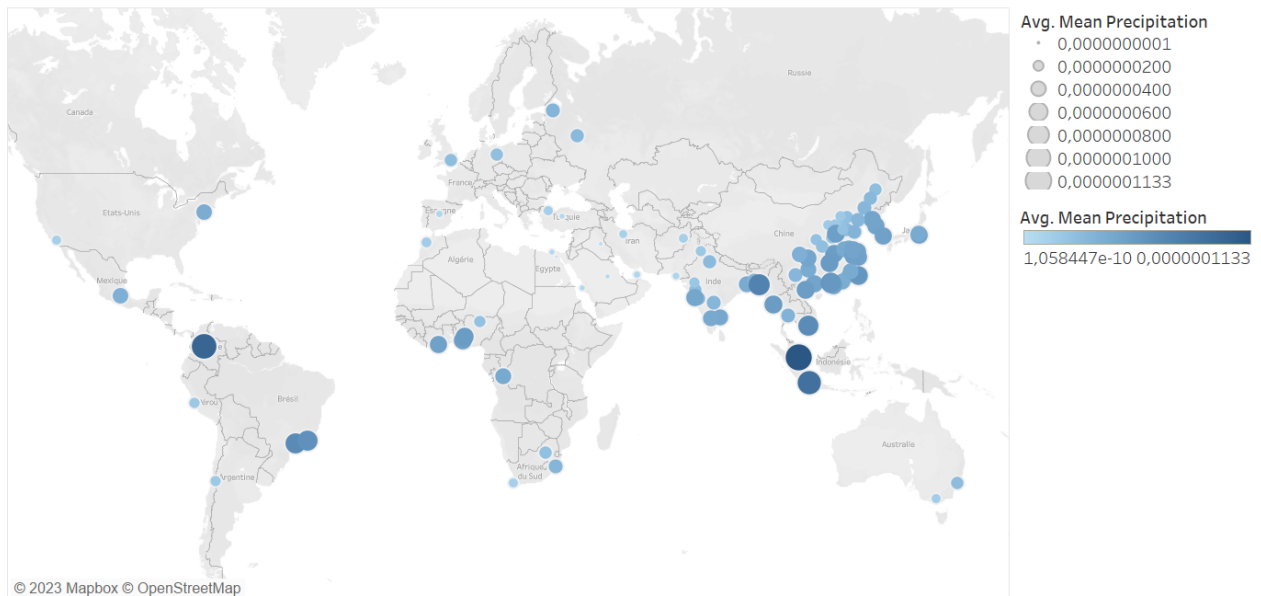 Avg. Mean Precipitation
0,0000000001
0,0000000200
0,0000000400
0,0000000600
0,0000000800
0,0000001000
0,0000001133
Avg. Mean Precipitation
1,058447e-10 0,0000001133
Russie
Canada
France
Etats-Unis
Chine
Algérie
Egypte
Inde
Mexique
Indonésie
Brésil
Australie
Argentine
Afrique
du Sud
© 2023 Mapbox © OpenStreetMap